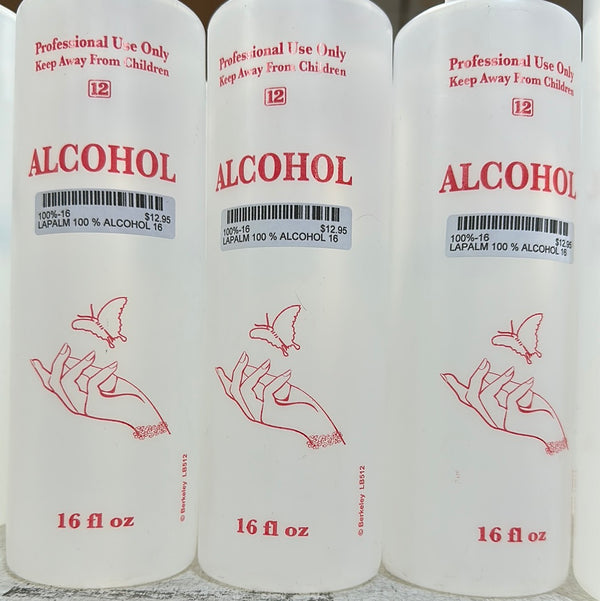 Professional Use Only
Keep Away From Children
12
ALCOHOL
100%-16 $12.95
LAPALM 100 % ALCOHOL 16
© Berkeley LB512
16 fl oz
Professional Use Only
Keep Away From Children
12
ALCOHOL
100%-16 $12.95
LAPALM 100 % ALCOHOL 16
© Berkeley LB512
16 fl oz
Professional Use Only
Keep Away From Children
12
ALCOHOL
100%-16 $12.95
LAPALM 100 % ALCOHOL 16
16 fl oz